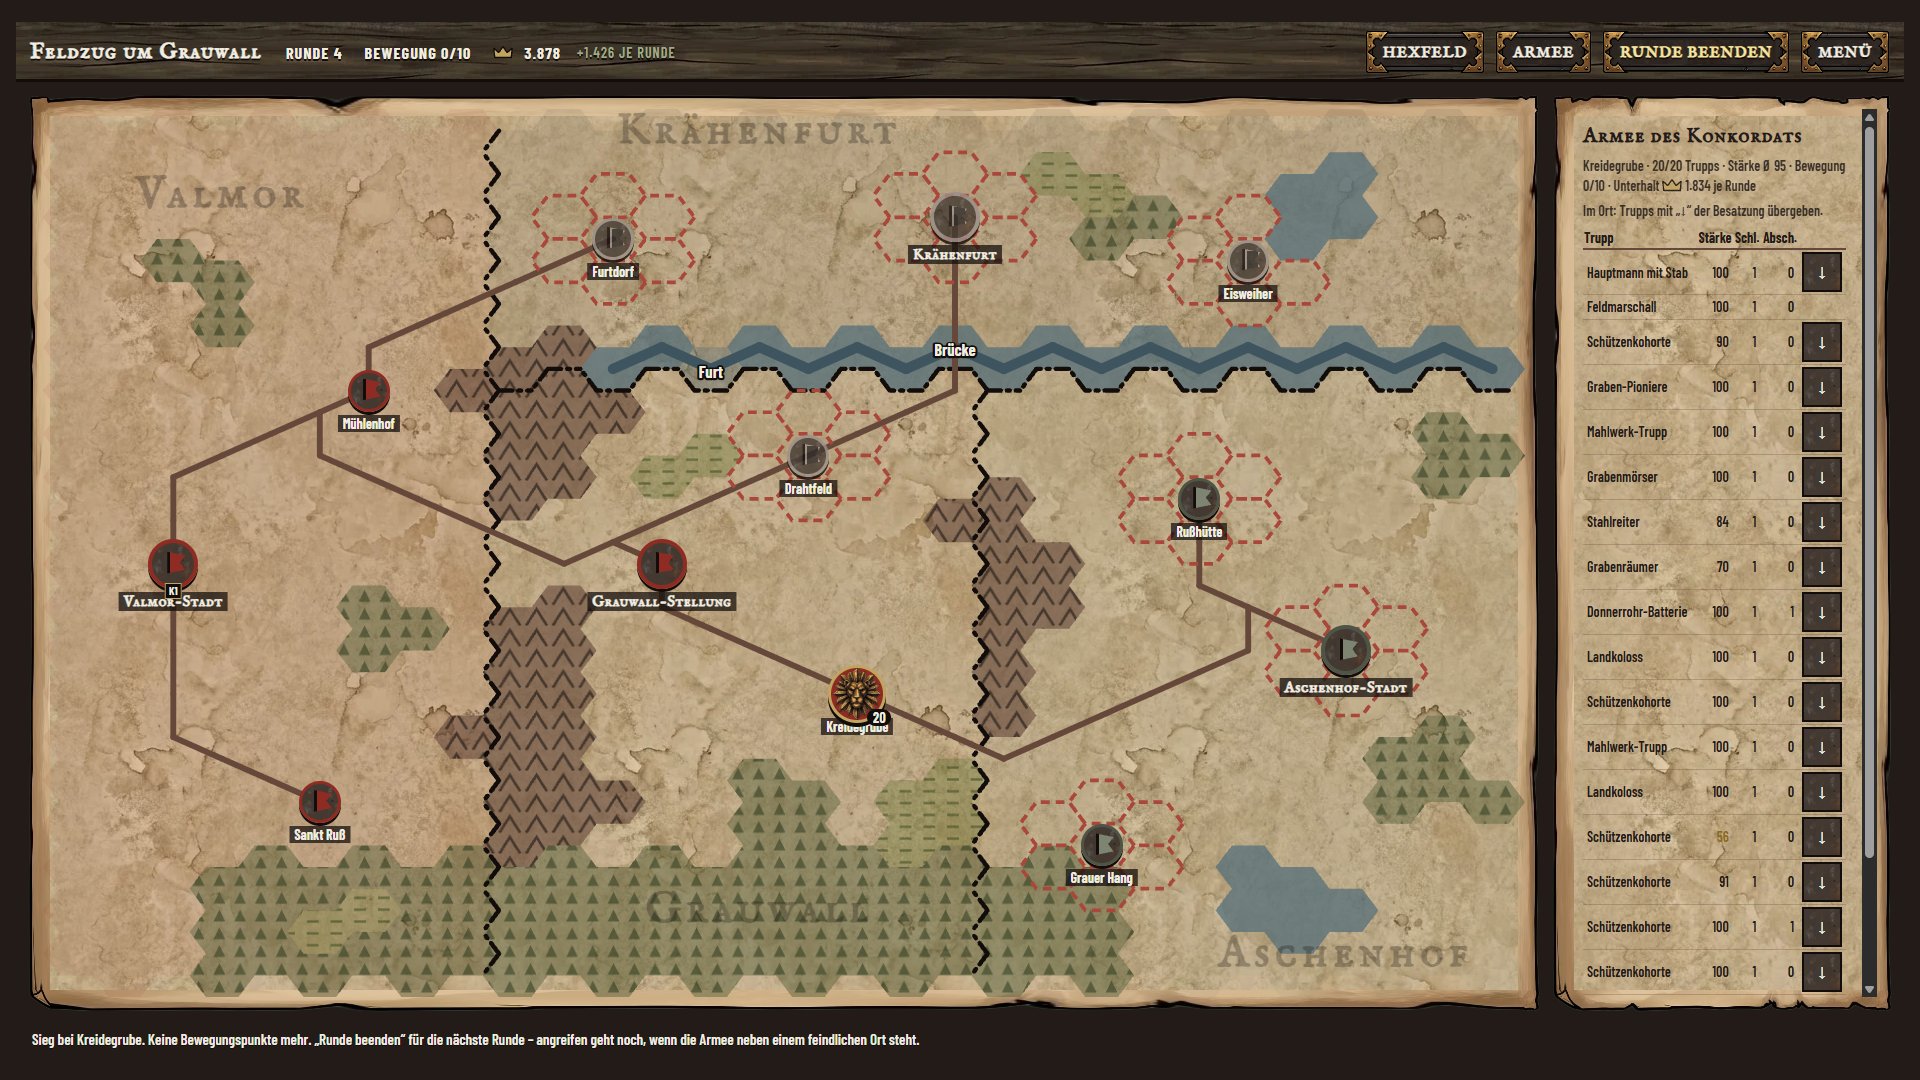 Feldzug um Grauwall
RUNDE 4
BEWEGUNG 0/10
3.878
+1.426 JE RUNDE
HEXFELD
ARMEE
RUNDE BEENDEN
MENÜ
Krähenfurt
Valmor
Furtdorf
Krähenfurt
Eisweiher
Brücke
Furt
Mühlenhof
Drahtfeld
Rußhütte
K1
Valmor-Stadt
Grauwall-Stellung
Aschenhof-Stadt
20
Kreidegrube
Sankt Ruß
Grauer Hang
Grauwall
Aschenhof
Armee des Konkordats
Kreidegrube · 20/20 Trupps · Stärke Ø 95 · Bewegung
0/10 · Unterhalt 1.834 je Runde
Im Ort: Trupps mit „↓“ der Besatzung übergeben.
Trupp Stärke Schl. Absch.
Hauptmann mit Stab 100 1 0 ↓
Feldmarschall 100 1 0
Schützenkohorte 90 1 0 ↓
Graben-Pioniere 100 1 0 ↓
Mahlwerk-Trupp 100 1 0 ↓
Grabenmörser 100 1 0 ↓
Stahlreiter 84 1 0 ↓
Grabenräumer 70 1 0 ↓
Donnerrohr-Batterie 100 1 1 ↓
Landkoloss 100 1 0 ↓
Schützenkohorte 100 1 0 ↓
Mahlwerk-Trupp 100 1 0 ↓
Landkoloss 100 1 0 ↓
Schützenkohorte 56 1 0 ↓
Schützenkohorte 91 1 0 ↓
Schützenkohorte 100 1 1 ↓
Schützenkohorte 100 1 0 ↓
Sieg bei Kreidegrube. Keine Bewegungspunkte mehr. „Runde beenden“ für die nächste Runde – angreifen geht noch, wenn die Armee neben einem feindlichen Ort steht.